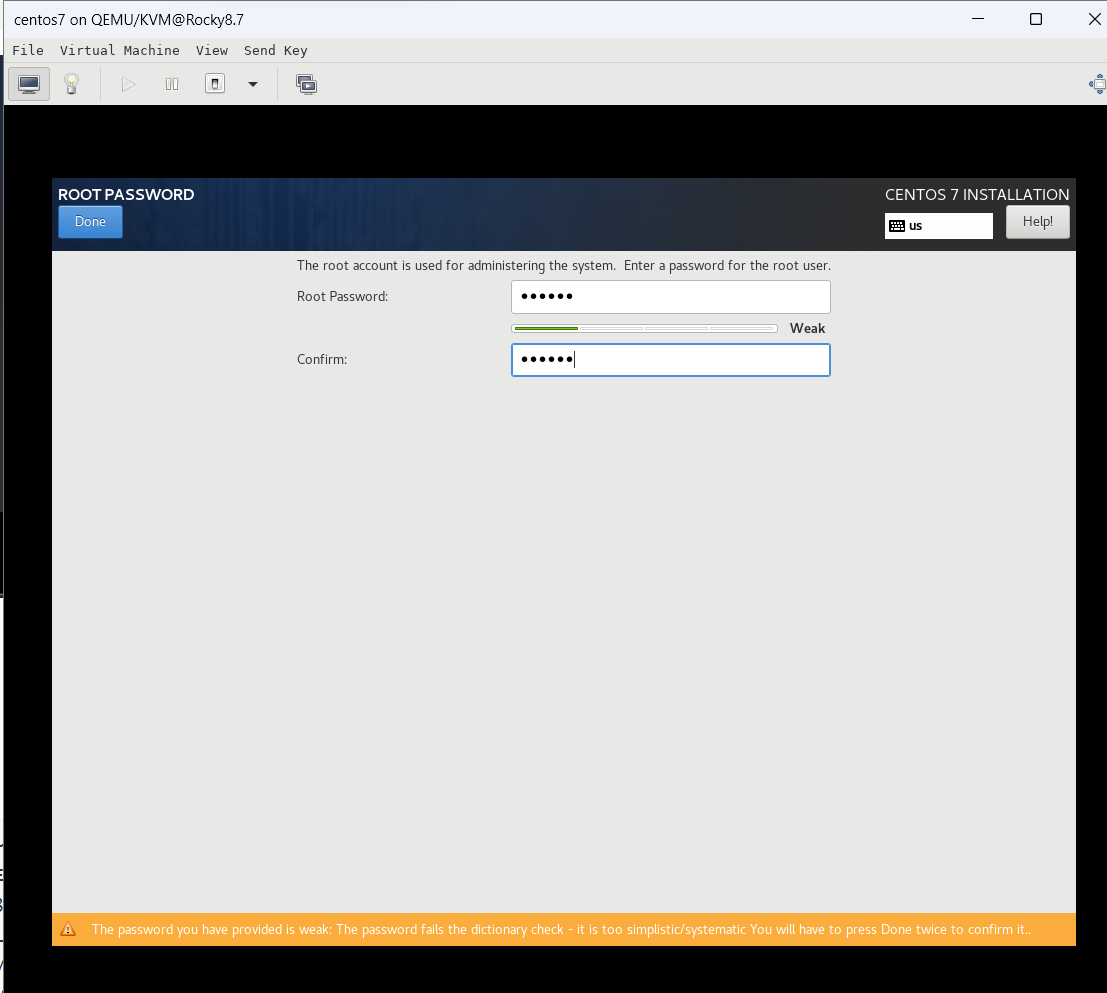 centos7 on QEMU/KVM@Rocky8.7
File Virtual Machine View Send Key
ROOT PASSWORD
CENTOS 7 INSTALLATION
Done
us
Help!
The root account is used for administering the system. Enter a password for the root user.
Root Password:
••••••
Weak
Confirm:
••••••
The password you have provided is weak: The password fails the dictionary check - it is too simplistic/systematic You will have to press Done twice to confirm it..